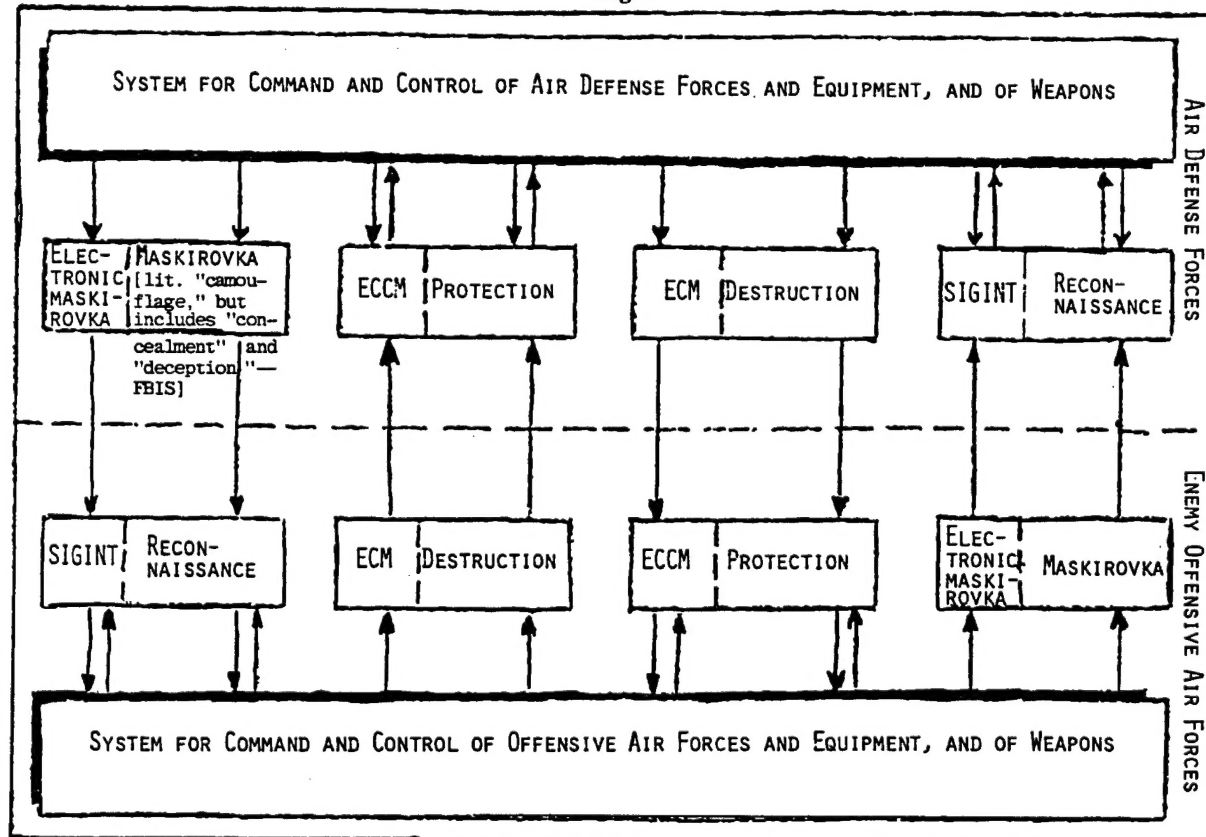 SYSTEM FOR COMMAND AND CONTROL OF AIR DEFENSE FORCES AND EQUIPMENT, AND OF WEAPONS
AIR DEFENSE FORCES
ELEC-
TRONIC
MASKI-
ROVKA
MASKIROVKA
[lit. "camou-
flage," but
includes "con-
cealment" and
"deception"—
FBIS]
ECCM
PROTECTION
ECM
DESTRUCTION
SIGINT
RECON-
NAISSANCE
SIGINT
RECON-
NAISSANCE
ECM
DESTRUCTION
ECCM
PROTECTION
ELEC-
TRONIC
MASKI-
ROVKA
MASKIROVKA
ENEMY OFFENSIVE AIR FORCES
SYSTEM FOR COMMAND AND CONTROL OF OFFENSIVE AIR FORCES AND EQUIPMENT, AND OF WEAPONS